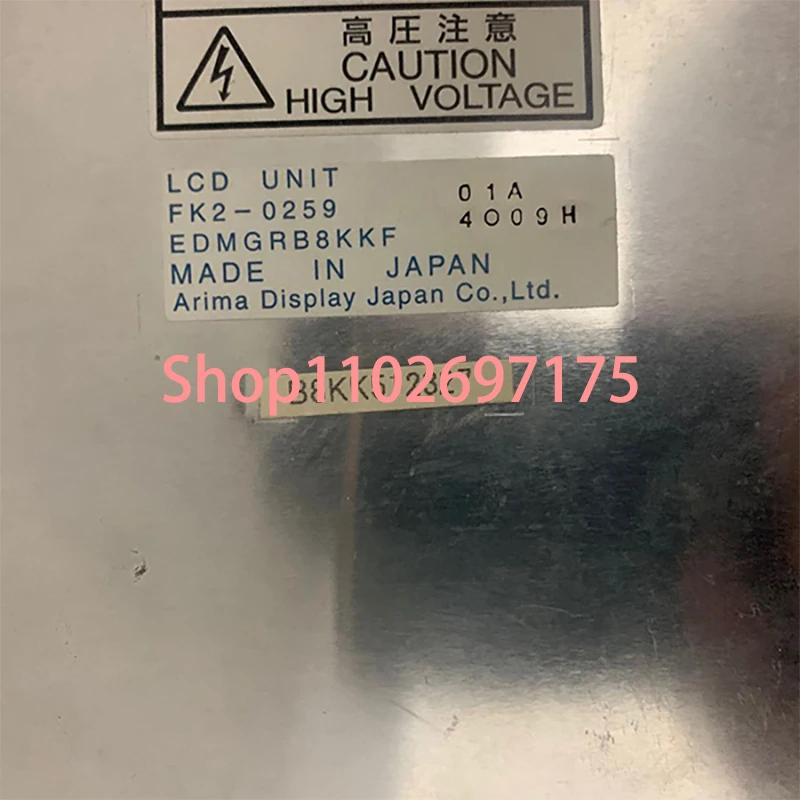 高圧注意
CAUTION
HIGH VOLTAGE
LCD UNIT
FK2-0259
EDMGRB8KKF
MADE IN JAPAN
Arima Display Japan Co.,Ltd.
01A
4009H
Shop1102697175